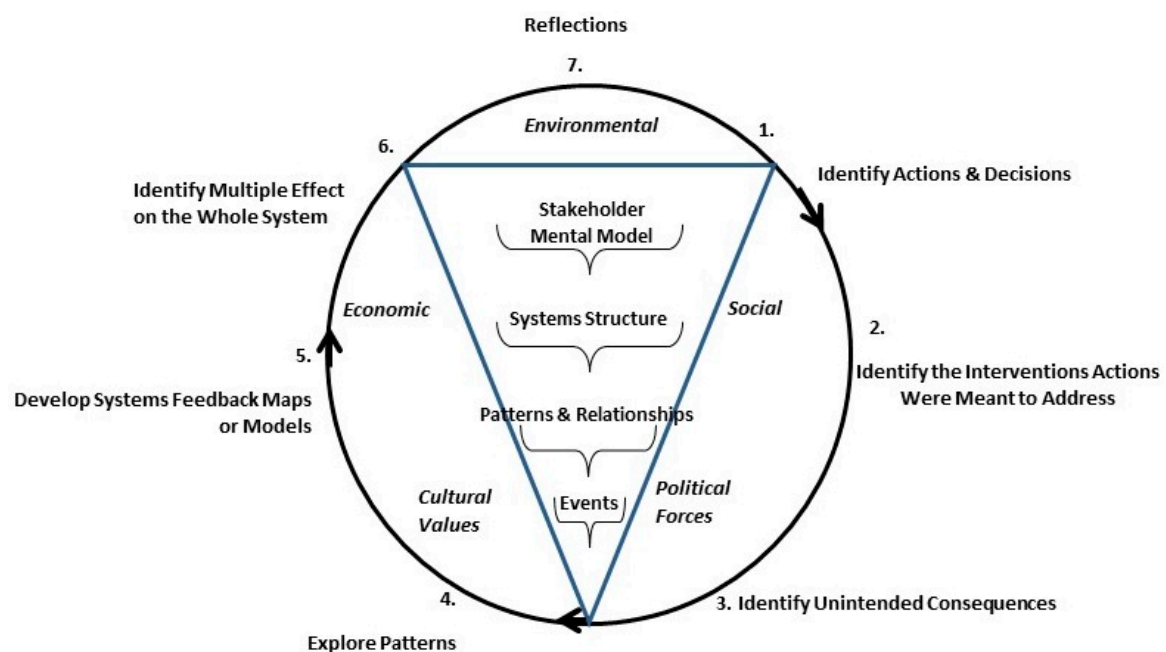 Reflections
7.
Environmental
1.
6.
Identify Actions & Decisions
Identify Multiple Effect
on the Whole System
Stakeholder
Mental Model
Economic
Systems Structure
Social
2.
5.
Identify the Interventions Actions
Were Meant to Address
Develop Systems Feedback Maps
or Models
Patterns & Relationships
Cultural
Values
Events
Political
Forces
4.
3. Identify Unintended Consequences
Explore Patterns